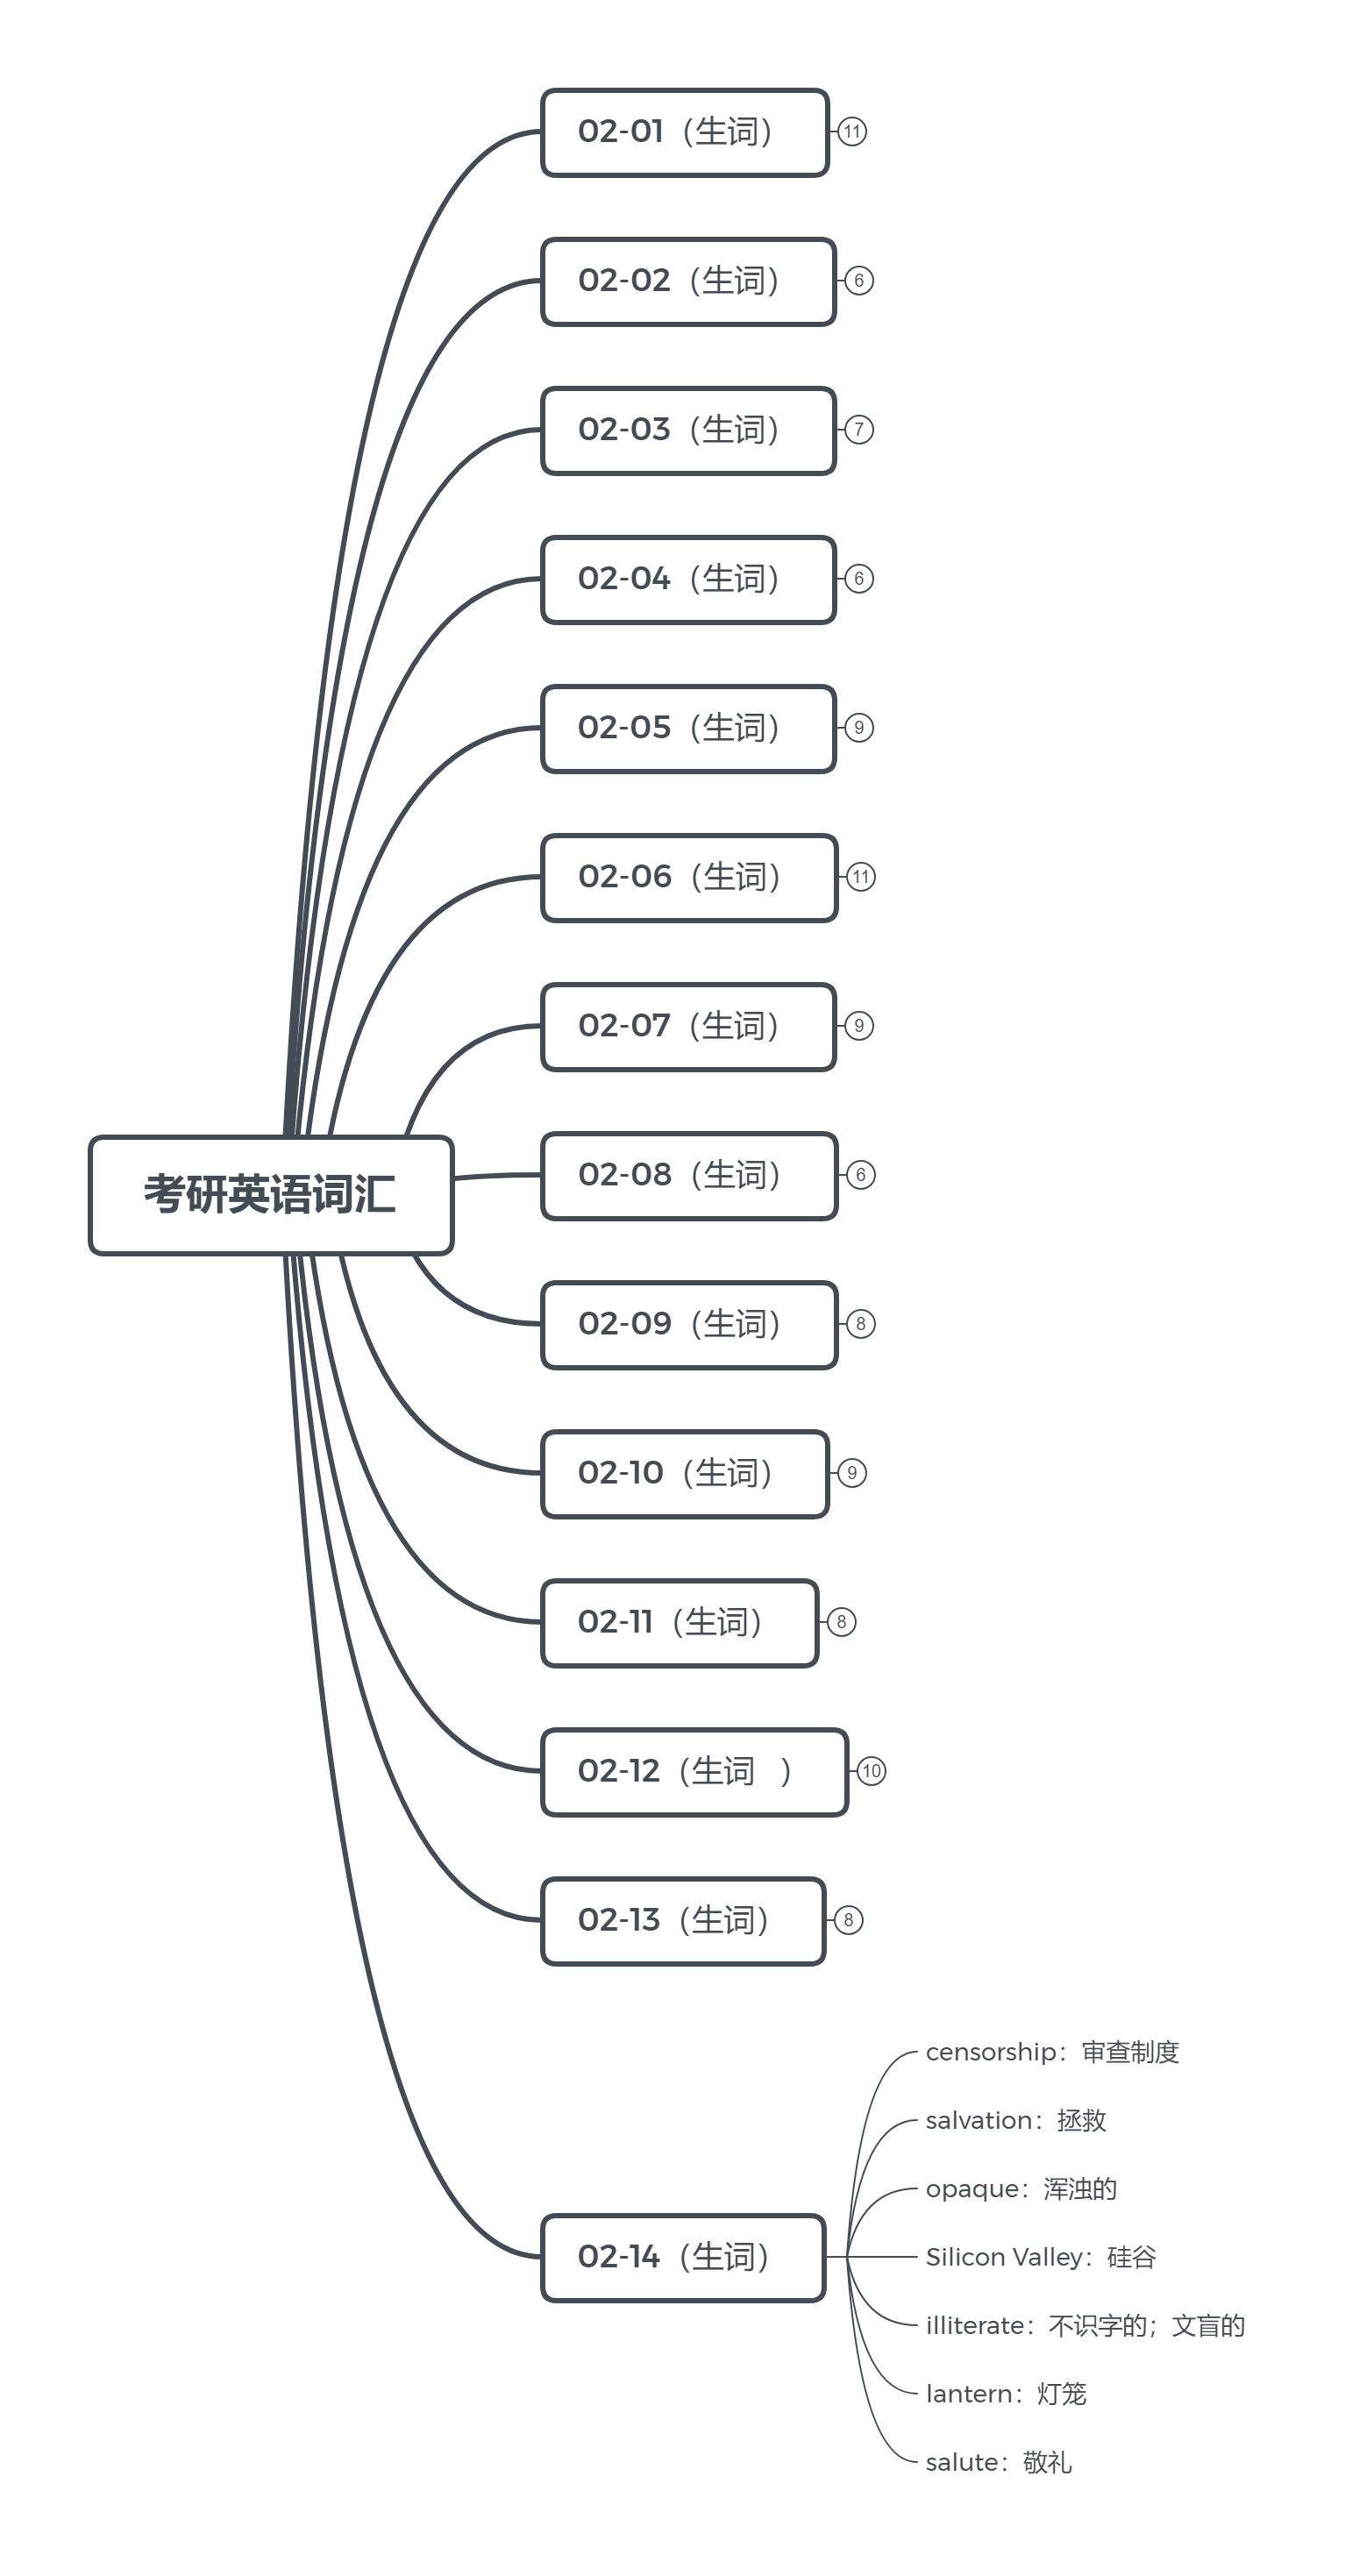 02-01（生词）
11
02-02（生词）
6
02-03（生词）
7
02-04（生词）
6
02-05（生词）
9
02-06（生词）
11
02-07（生词）
9
考研英语词汇
02-08（生词）
6
02-09（生词）
8
02-10（生词）
9
02-11（生词）
8
02-12（生词 ）
10
02-13（生词）
8
02-14（生词）
censorship：审查制度
salvation：拯救
opaque：浑浊的
Silicon Valley：硅谷
illiterate：不识字的；文盲的
lantern：灯笼
salute：敬礼